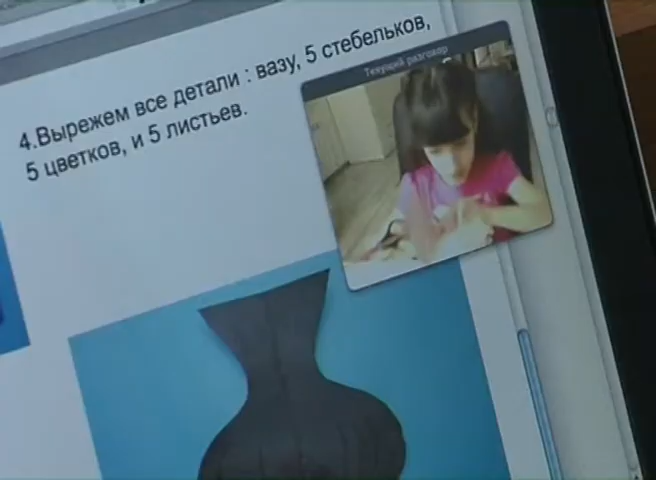 Текущий разговор
4.Вырежем все детали : вазу, 5 стебельков,
5 цветков, и 5 листьев.